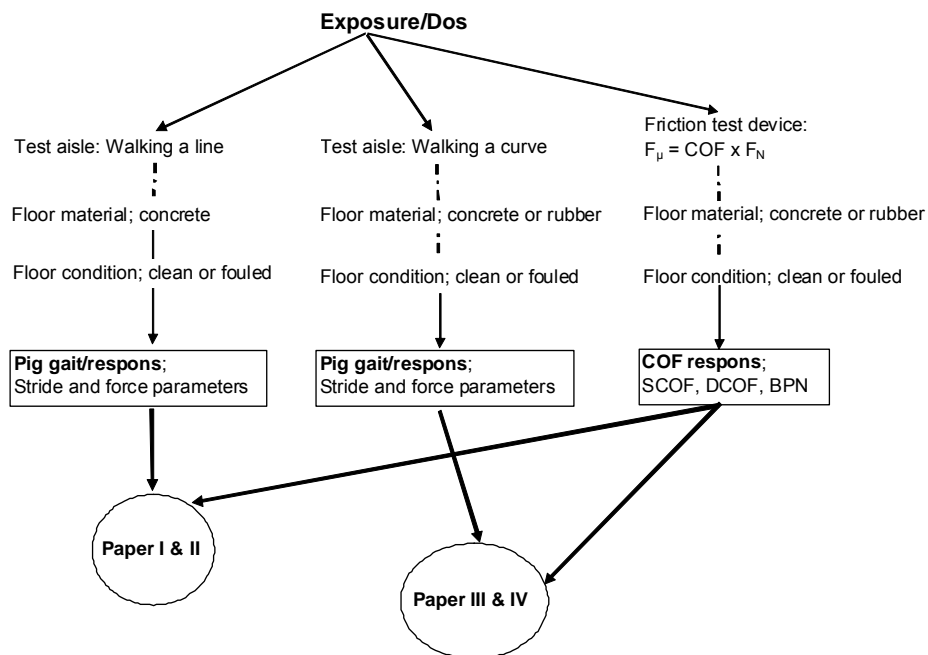 Exposure/Dos
Test aisle: Walking a line
Test aisle: Walking a curve
Friction test device:
Fμ = COF x FN
Floor material; concrete
Floor material; concrete or rubber
Floor material; concrete or rubber
Floor condition; clean or fouled
Floor condition; clean or fouled
Floor condition; clean or fouled
Pig gait/respons;
Stride and force parameters
Pig gait/respons;
Stride and force parameters
COF respons;
SCOF, DCOF, BPN
Paper I & II
Paper III & IV